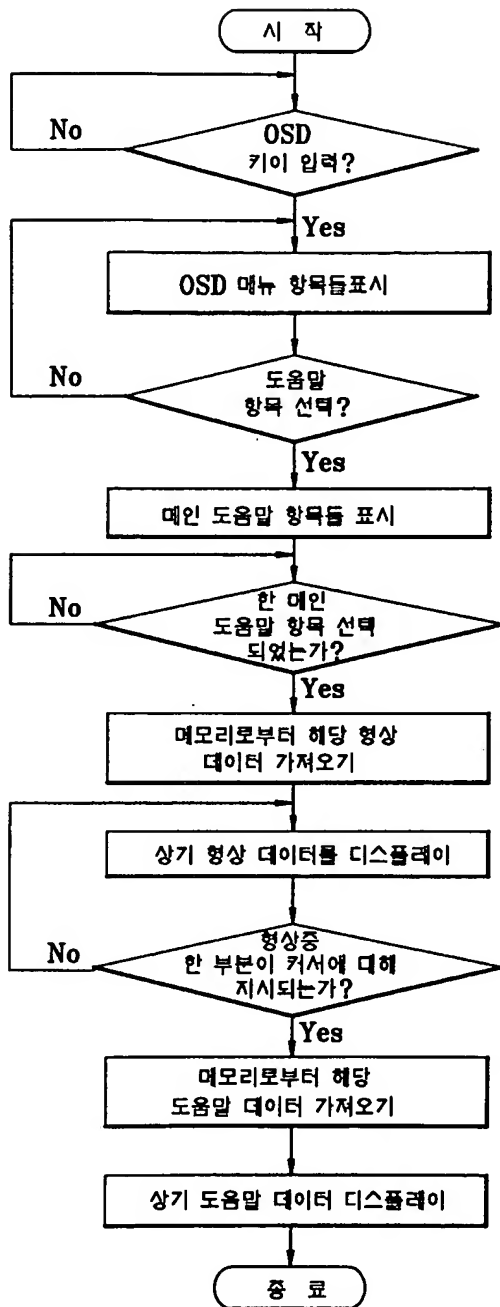 시 작
No
OSD
키이 입력?
Yes
OSD 메뉴 항목들표시
No
도움말
항목 선택?
Yes
메인 도움말 항목들 표시
No
한 메인
도움말 항목 선택
되었는가?
Yes
메모리로부터 해당 형상
데이터 가져오기
상기 형상 데이터를 디스플레이
No
형상중
한 부분이 커서에 대해
지시되는가?
Yes
메모리로부터 해당
도움말 데이터 가져오기
상기 도움말 데이터 디스플레이
종 료